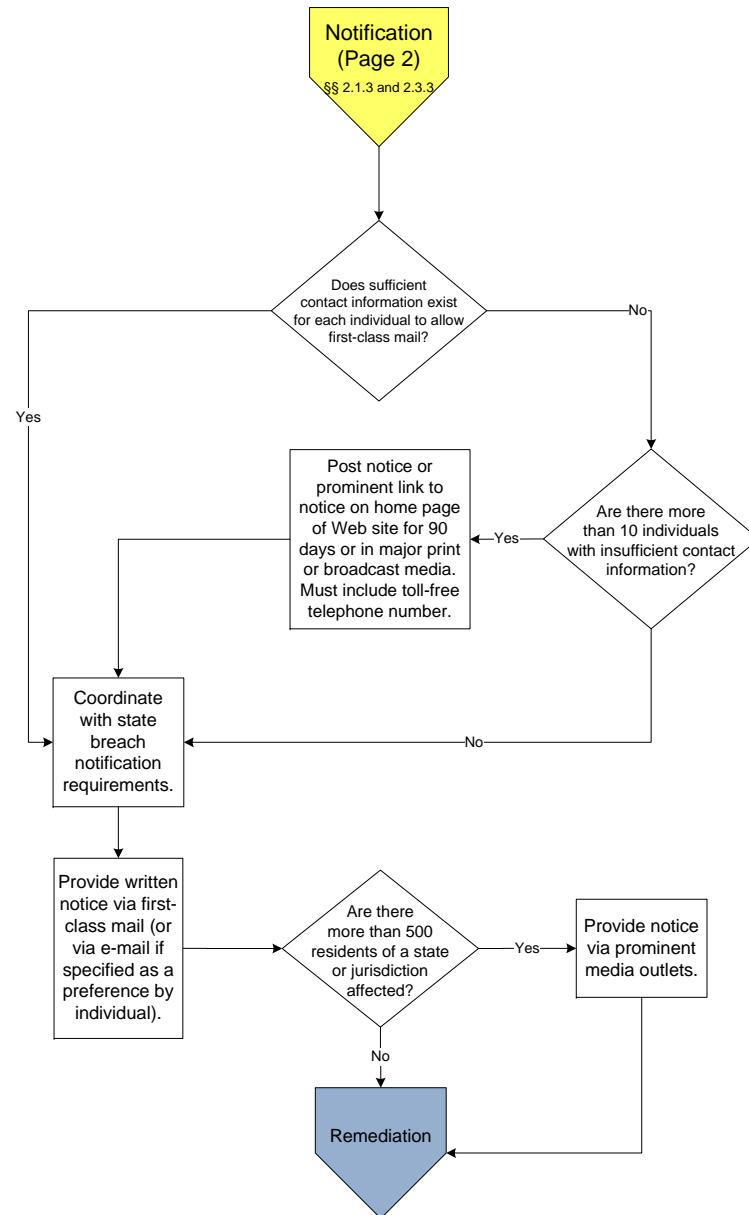 Notification
(Page 2)
§§ 2.1.3 and 2.3.3
Does sufficient
contact information exist
for each individual to allow
first-class mail?
No
Yes
Post notice or
prominent link to
notice on home page
of Web site for 90
days or in major print
or broadcast media.
Must include toll-free
telephone number.
Yes
Are there more
than 10 individuals
with insufficient contact
information?
Coordinate
with state
breach
notification
requirements.
No
Provide written
notice via first-
class mail (or
via e-mail if
specified as a
preference by
individual).
Are there
more than 500
residents of a state
or jurisdiction
affected?
Yes
Provide notice
via prominent
media outlets.
No
Remediation